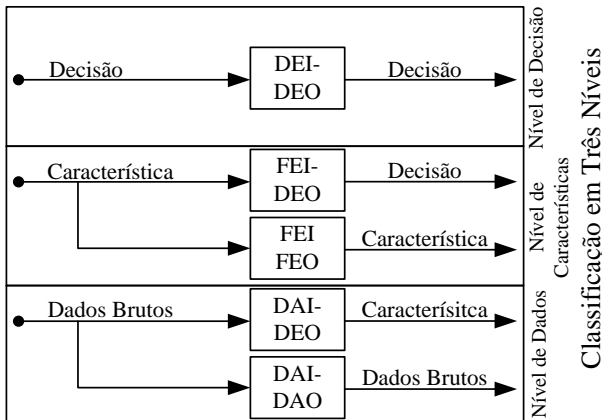 Decisão
DEI-
DEO
Decisão
Nível de Decisão
Característica
FEI-
DEO
Decisão
FEI
FEO
Característica
Nível de
Características
Dados Brutos
DAI-
DEO
Caracterísitca
DAI-
DAO
Dados Brutos
Nível de Dados
Classificação em Três Níveis